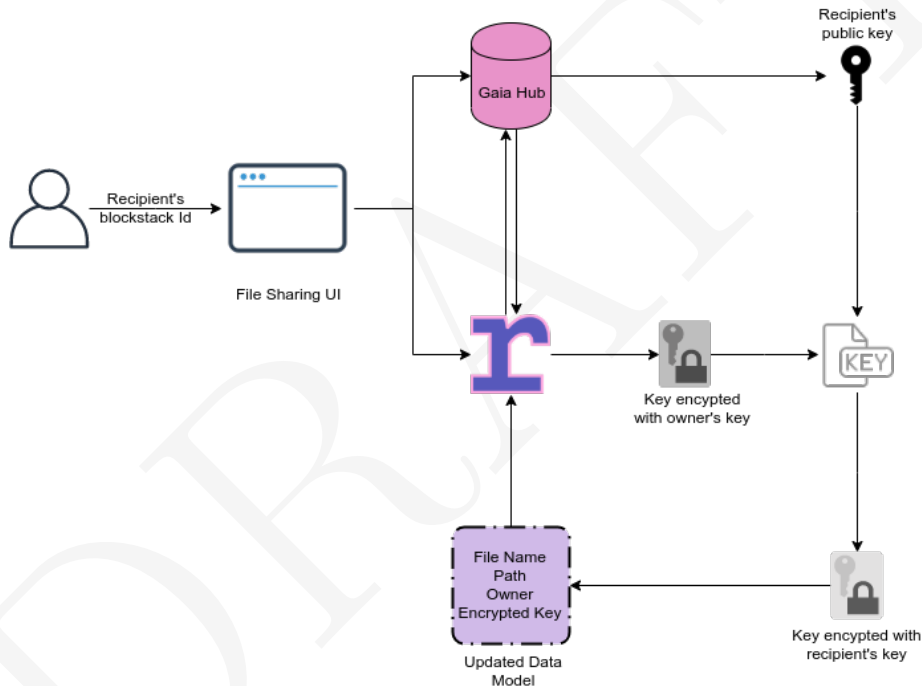 Recipient's
public key
Gaia Hub
Recipient's
blockstack Id
File Sharing UI
r
KEY
Key encypted
with owner's key
File Name
Path
Owner
Encrypted Key
Updated Data
Model
Key encypted with
recipient's key
DRAFT